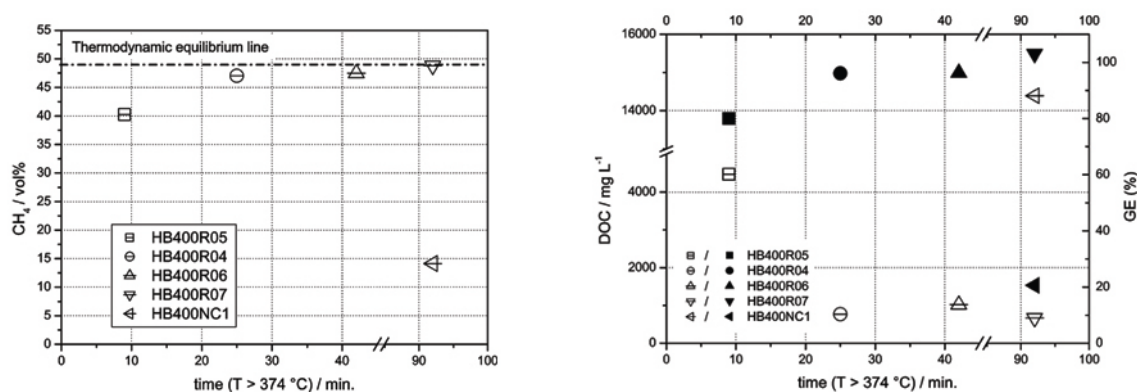 55
50
45
40
35
30
25
20
15
10
5
0
CH₄ / vol%
Thermodynamic equilibrium line
HB400R05
HB400R04
HB400R06
HB400R07
HB400NC1
0 10 20 30 40 90 100
time (T > 374 °C) / min.
0 10 20 30 40 90 100
16000
14000
4000
2000
0
DOC / mg L⁻¹
/ HB400R05
/ HB400R04
/ HB400R06
/ HB400R07
/ HB400NC1
100
80
60
40
20
0
GE (%)
0 10 20 30 40 90 100
time (T > 374 °C) / min.